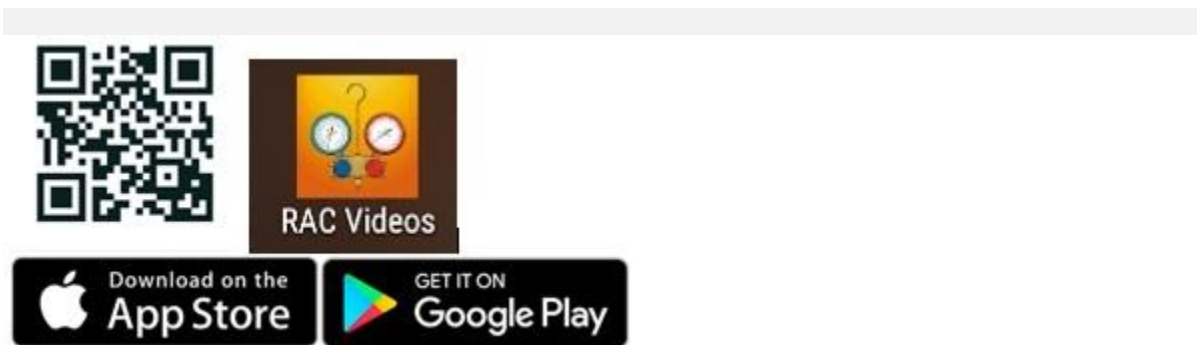 RAC Videos
Download on the
App Store
GET IT ON
Google Play